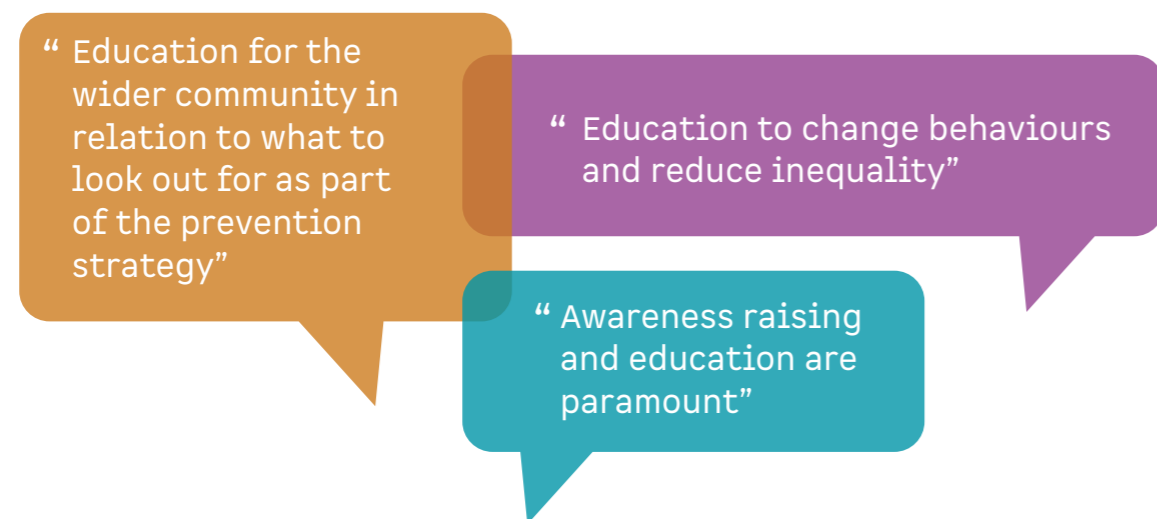 “ Education for the
wider community in
relation to what to
look out for as part
of the prevention
strategy”
“ Education to change behaviours
and reduce inequality”
“ Awareness raising
and education are
paramount”